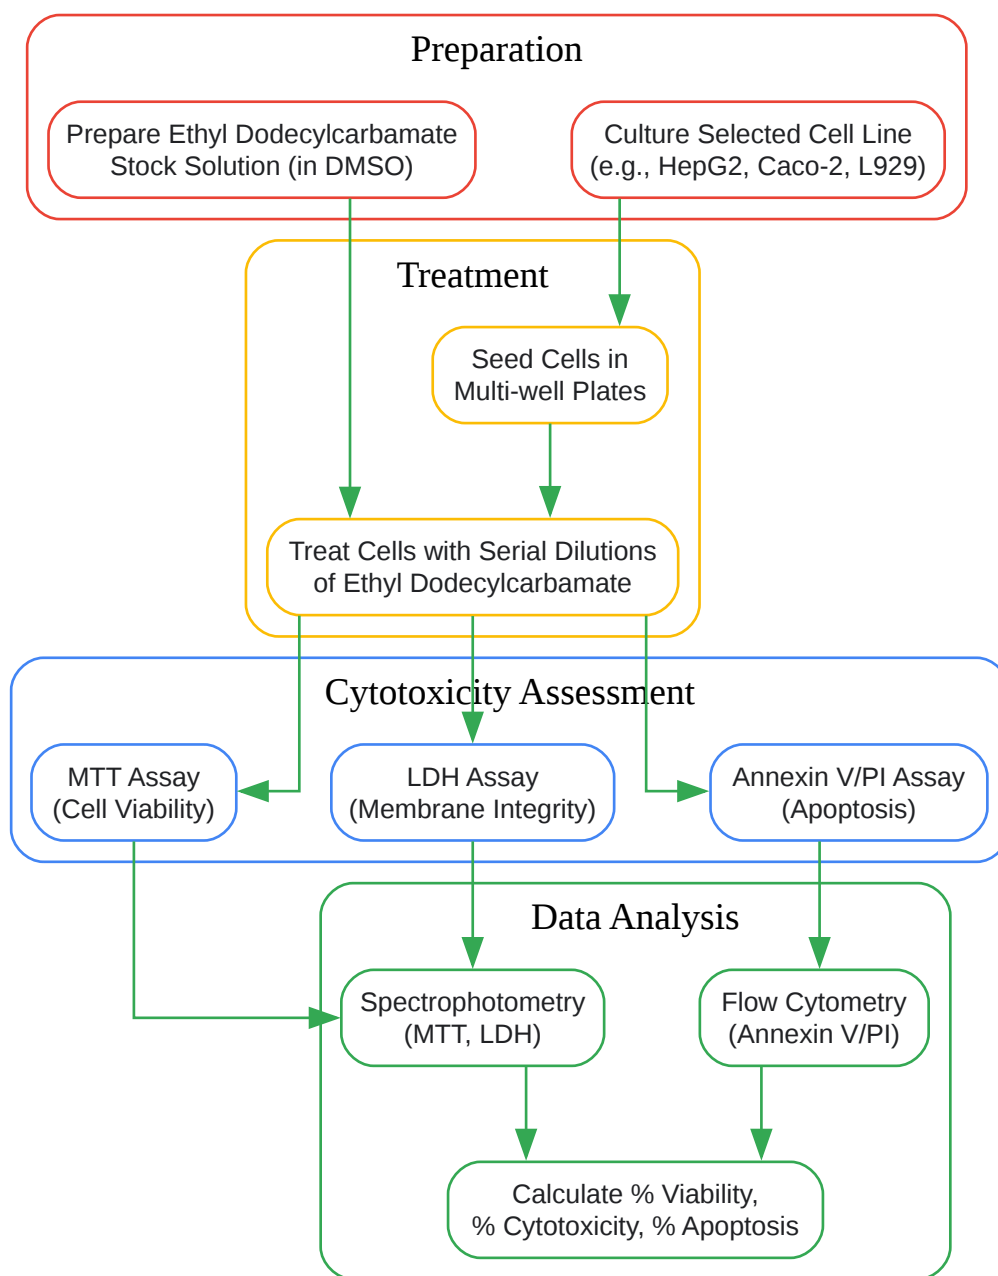 Preparation
Prepare Ethyl Dodecylcarbamate
Stock Solution (in DMSO)
Culture Selected Cell Line
(e.g., HepG2, Caco-2, L929)
Treatment
Seed Cells in
Multi-well Plates
Treat Cells with Serial Dilutions
of Ethyl Dodecylcarbamate
Cytotoxicity Assessment
MTT Assay
(Cell Viability)
LDH Assay
(Membrane Integrity)
Annexin V/PI Assay
(Apoptosis)
Data Analysis
Spectrophotometry
(MTT, LDH)
Flow Cytometry
(Annexin V/PI)
Calculate % Viability,
% Cytotoxicity, % Apoptosis